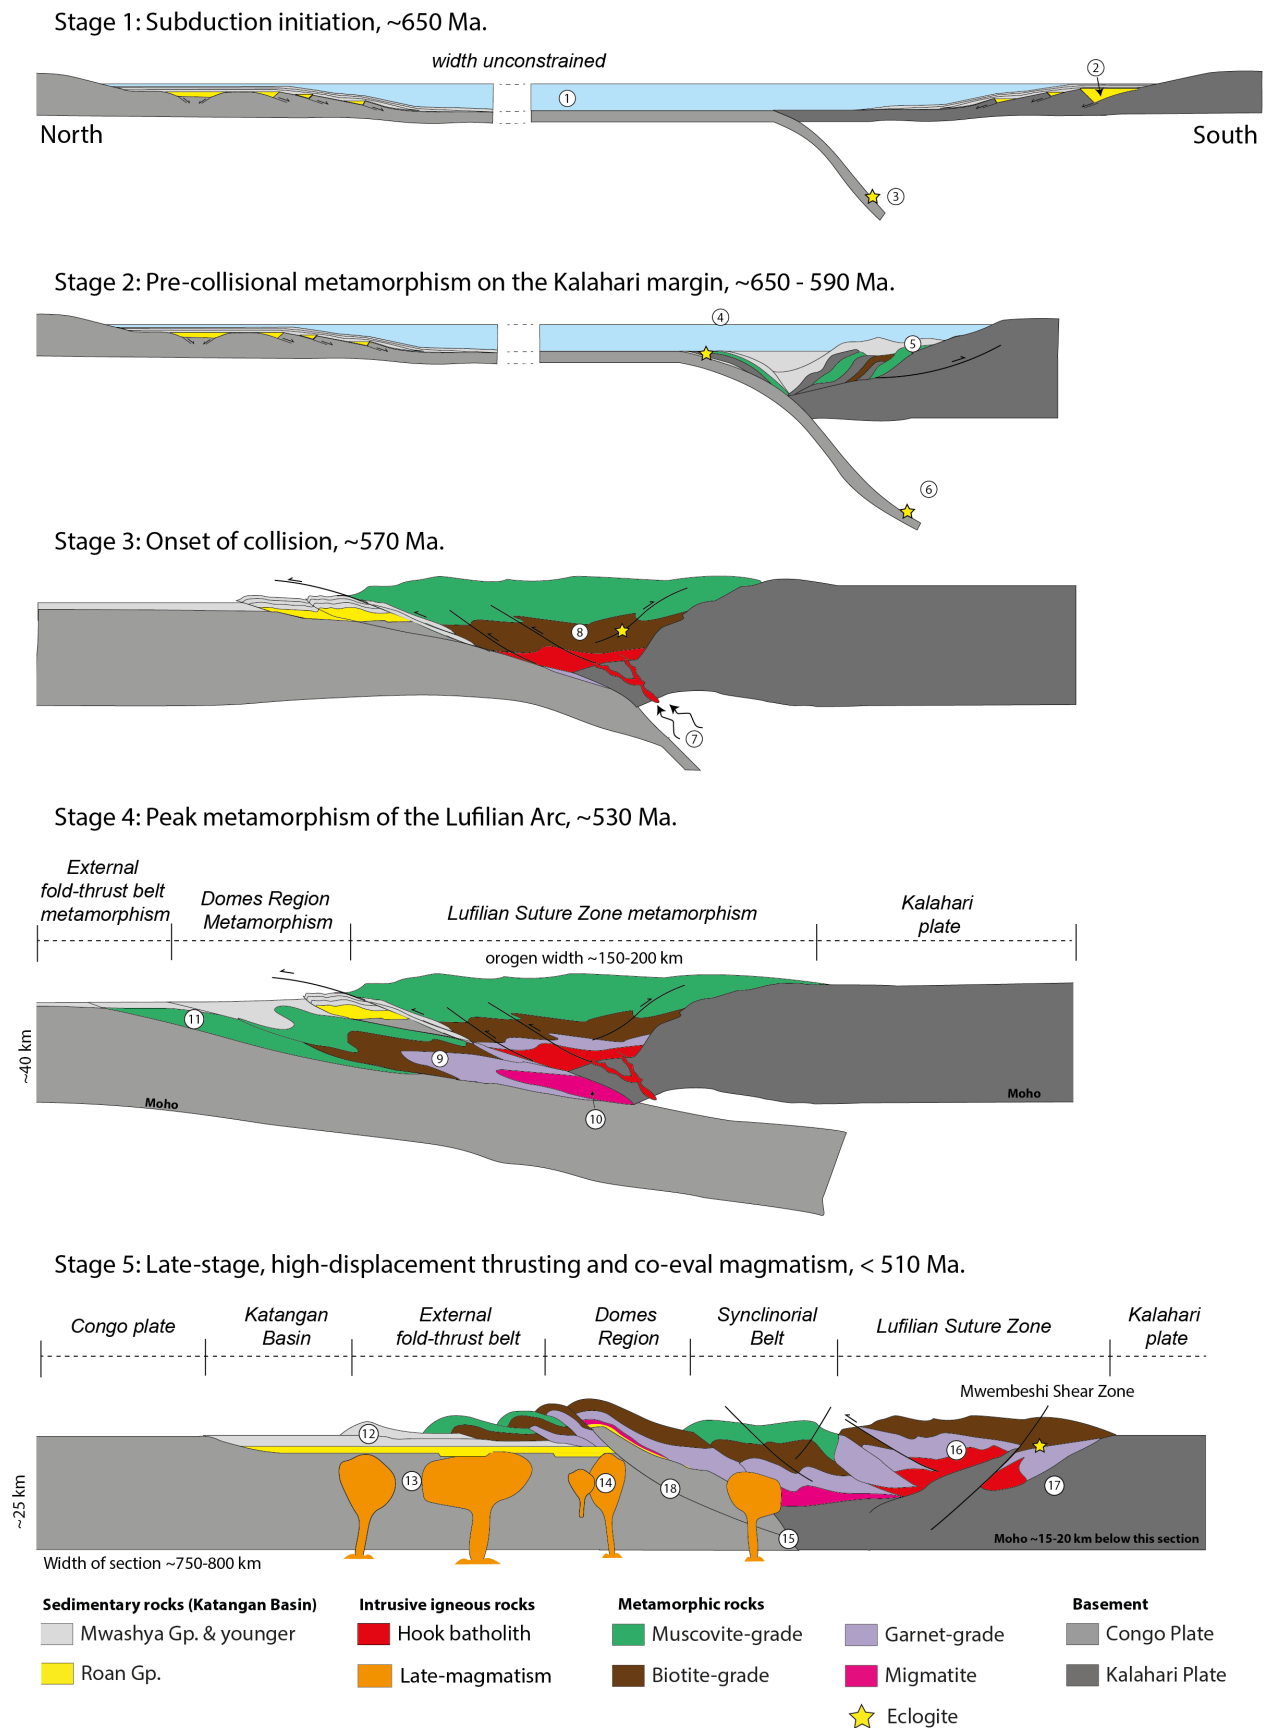 Stage 1: Subduction initiation, ~650 Ma.
width unconstrained
2
1
North
South
3
Stage 2: Pre-collisional metamorphism on the Kalahari margin, ~650 - 590 Ma.
4
5
6
Stage 3: Onset of collision, ~570 Ma.
8
7
Stage 4: Peak metamorphism of the Lufilian Arc, ~530 Ma.
External
fold-thrust belt
metamorphism
Domes Region
Metamorphism
Lufilian Suture Zone metamorphism
Kalahari
plate
orogen width ~150-200 km
11
9
~40 km
Moho
Moho
10
Stage 5: Late-stage, high-displacement thrusting and co-eval magmatism, < 510 Ma.
Congo plate
Katangan
Basin
External
fold-thrust belt
Domes
Region
Synclinorial
Belt
Lufilian Suture Zone
Kalahari
plate
Mwembeshi Shear Zone
12
16
13
14
18
17
15
~25 km
Moho ~15-20 km below this section
Width of section ~750-800 km
Sedimentary rocks (Katangan Basin)
Mwashya Gp. & younger
Roan Gp.
Intrusive igneous rocks
Hook batholith
Late-magmatism
Metamorphic rocks
Muscovite-grade
Biotite-grade
Garnet-grade
Migmatite
Eclogite
Basement
Congo Plate
Kalahari Plate